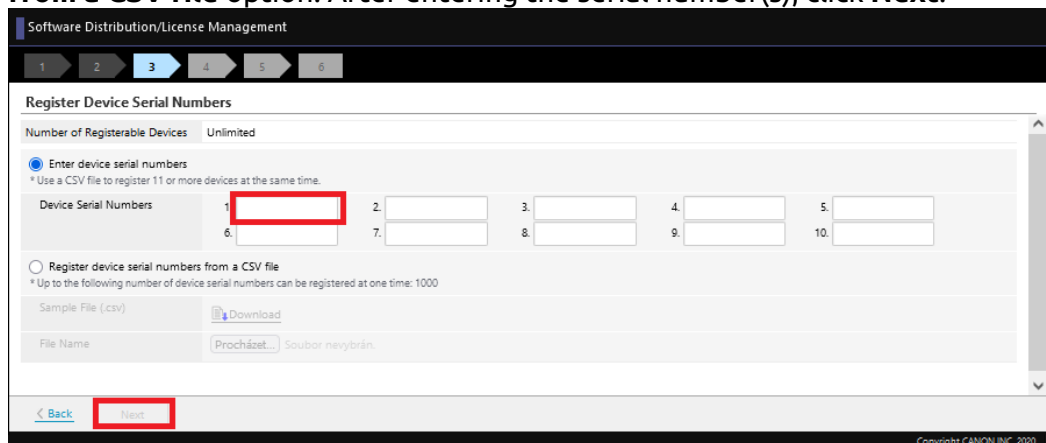 from a CSV file option. After entering the serial number(s), click Next.
Software Distribution/License Management
1 2 3 4 5 6
Register Device Serial Numbers
Number of Registerable Devices Unlimited
Enter device serial numbers
* Use a CSV file to register 11 or more devices at the same time.
Device Serial Numbers 1 2. 3. 4. 5.
6. 7. 8. 9. 10.
Register device serial numbers from a CSV file
* Up to the following number of device serial numbers can be registered at one time: 1000
Sample File (.csv) Download
File Name Procházet... Soubor nevybrán.
< Back Next
Copyright CANON INC. 2020